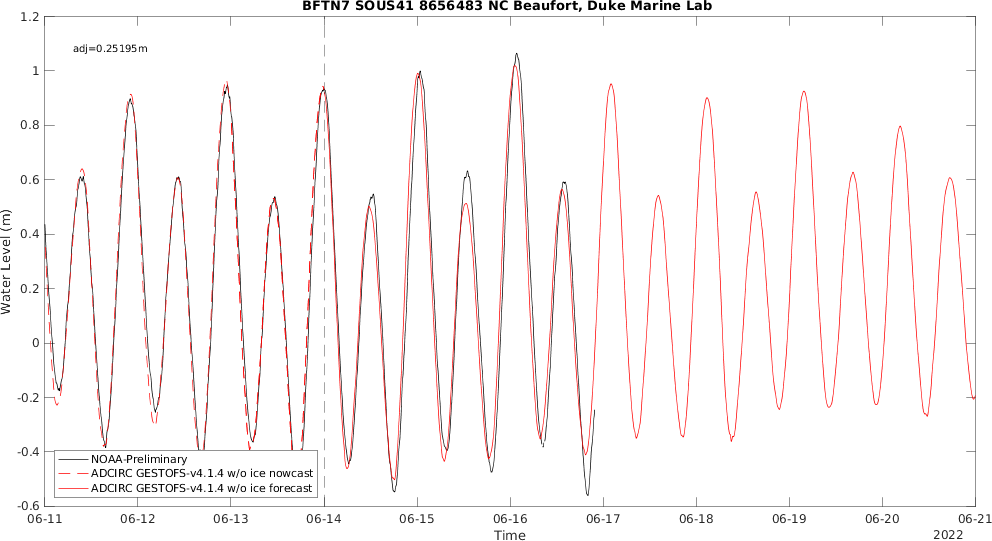 BFTN7 SOUS41 8656483 NC Beaufort, Duke Marine Lab
adj=0.25195m
Water Level (m)
1.2
1
0.8
0.6
0.4
0.2
0
-0.2
-0.4
-0.6
NOAA-Preliminary
ADCIRC GESTOFS-v4.1.4 w/o ice nowcast
ADCIRC GESTOFS-v4.1.4 w/o ice forecast
06-11 06-12 06-13 06-14 06-15 06-16 06-17 06-18 06-19 06-20 06-21
Time
2022